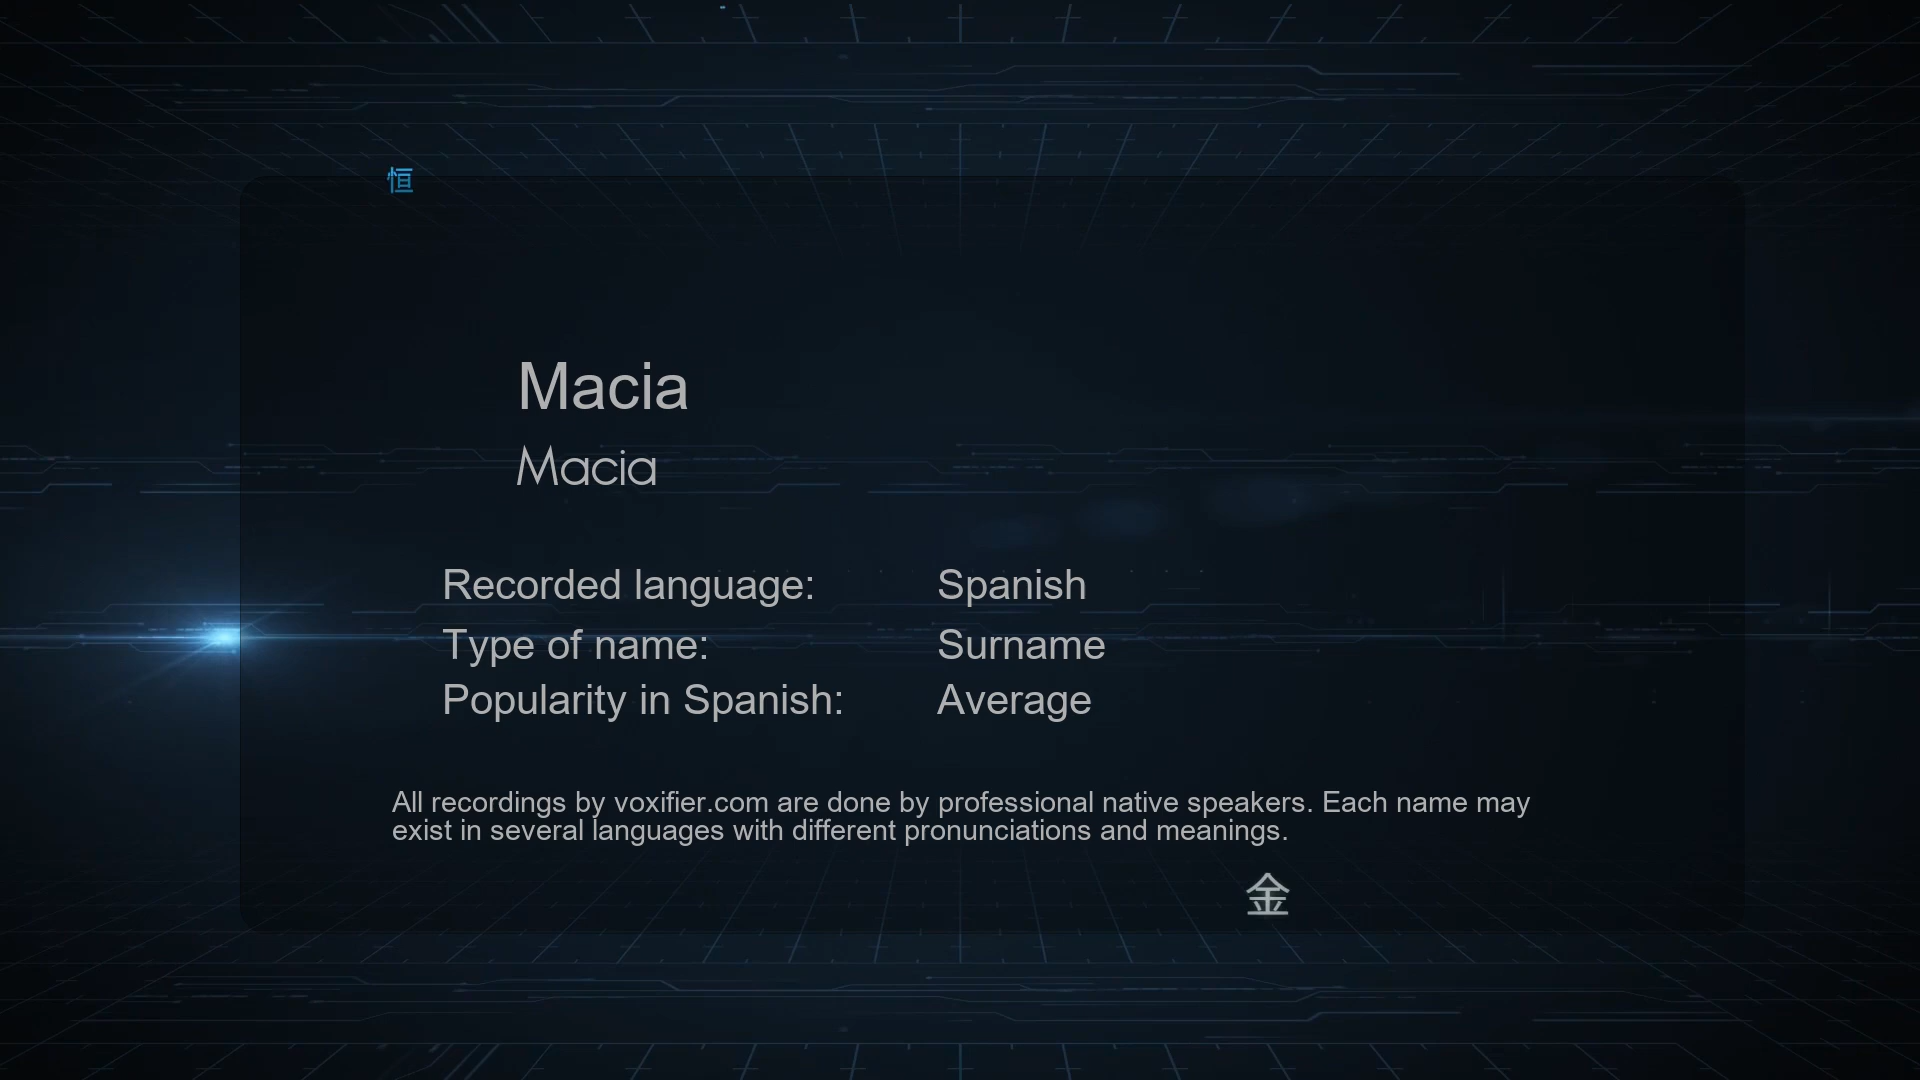 恒
Macia
Macia
Recorded language: Spanish
Type of name: Surname
Popularity in Spanish: Average
All recordings by voxifier.com are done by professional native speakers. Each name may
exist in several languages with different pronunciations and meanings.
金